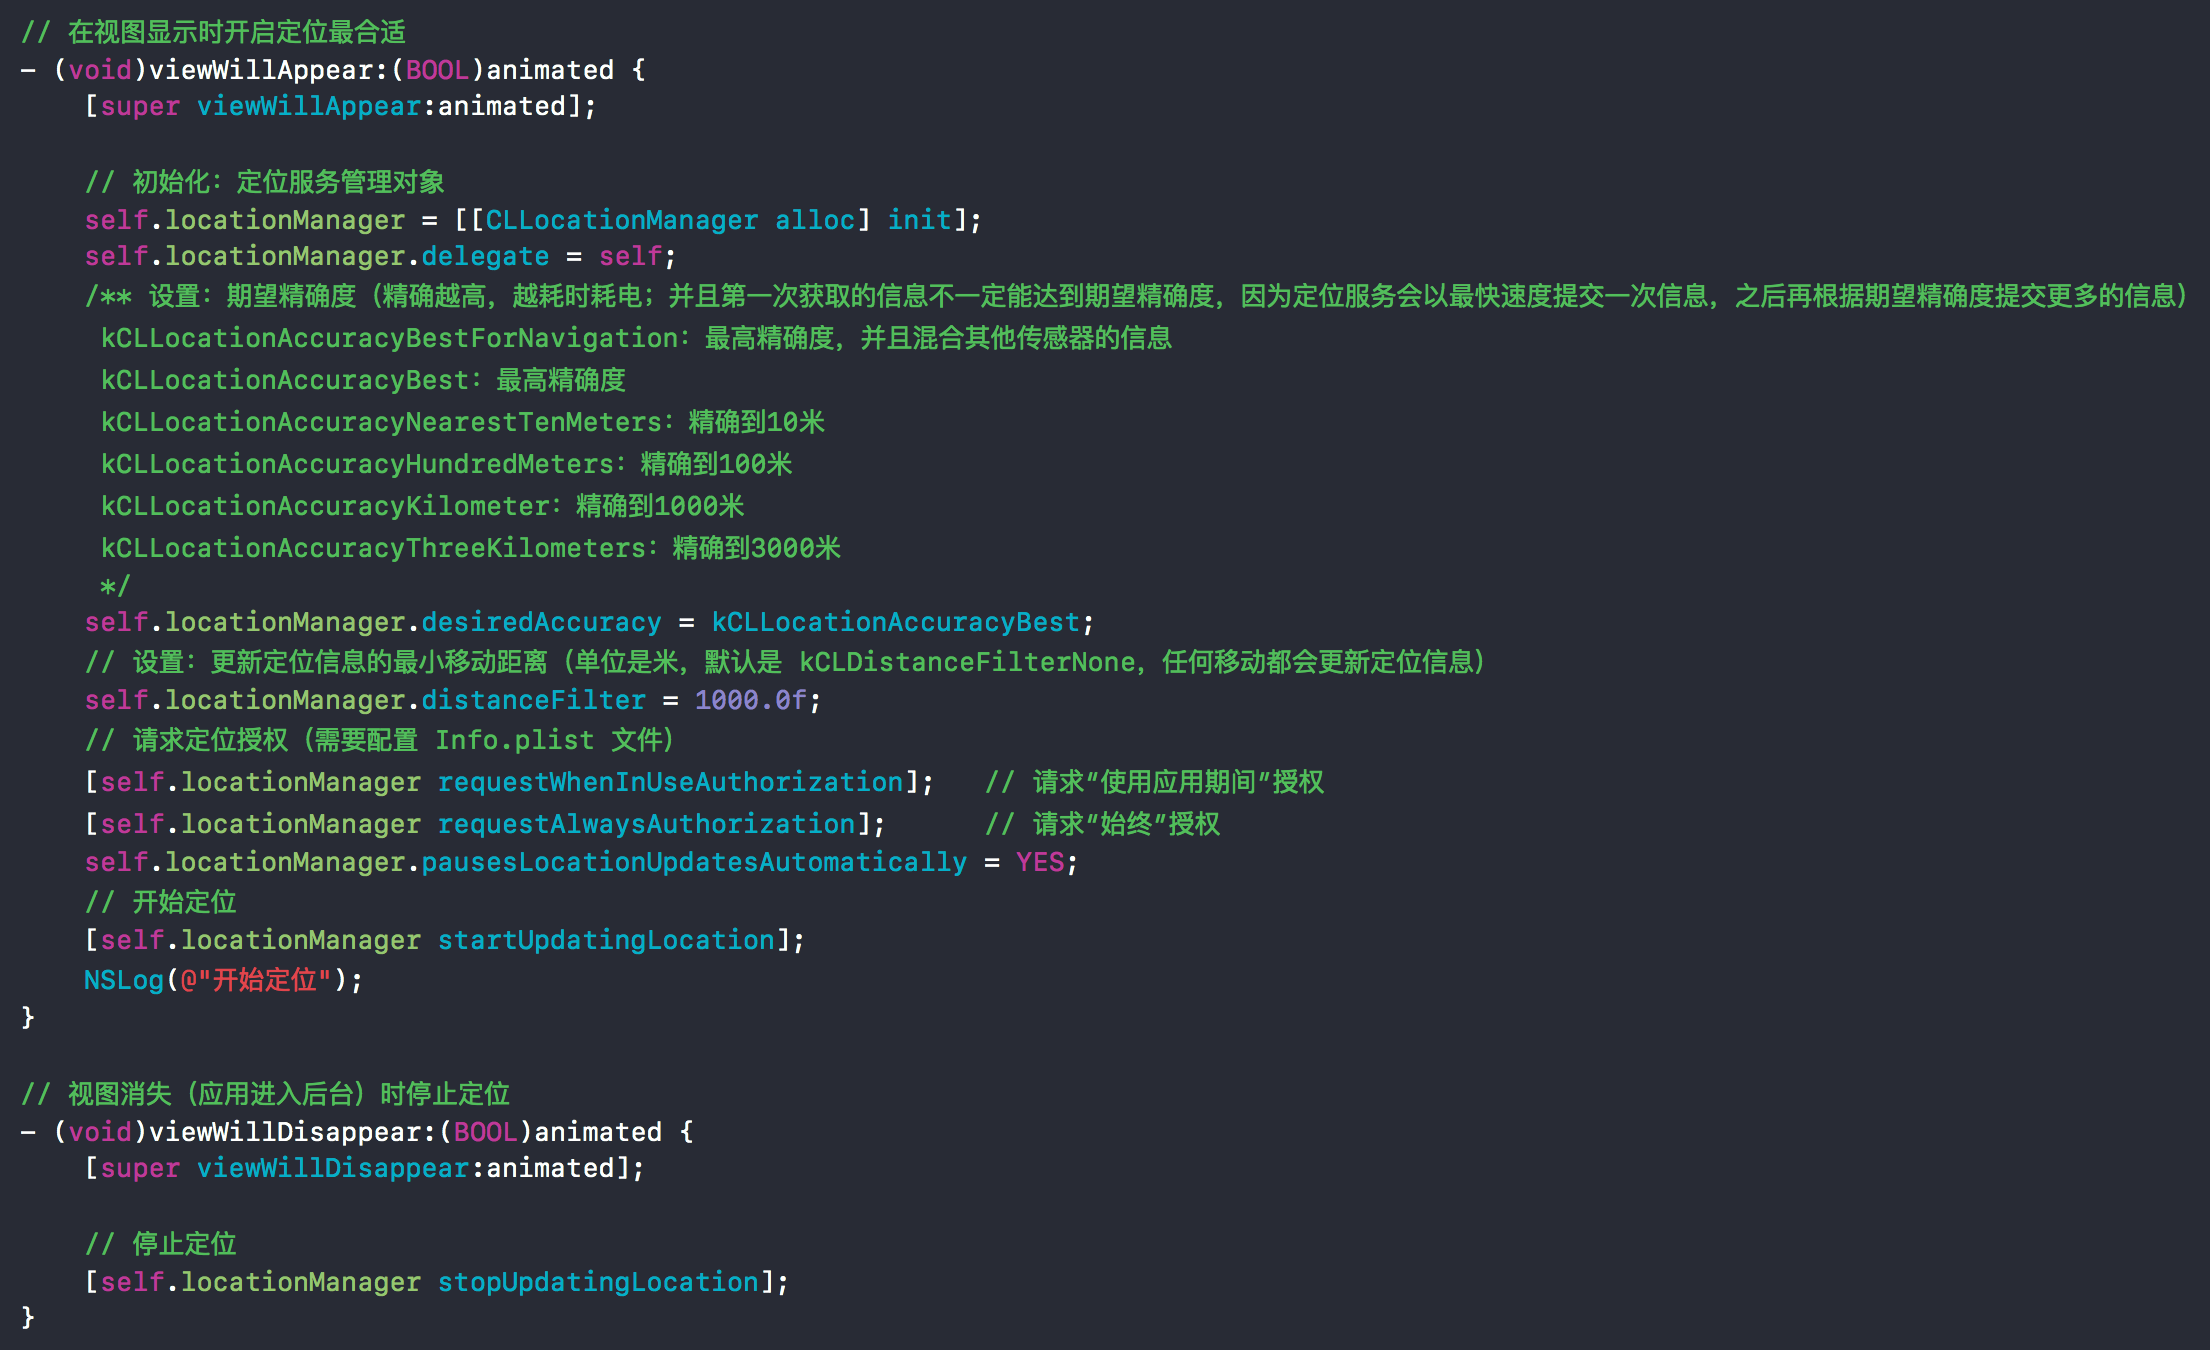 // 在视图显示时开启定位最合适
- (void)viewWillAppear:(BOOL)animated {
    [super viewWillAppear:animated];

    // 初始化：定位服务管理对象
    self.locationManager = [[CLLocationManager alloc] init];
    self.locationManager.delegate = self;
    /** 设置：期望精确度（精确越高，越耗时耗电；并且第一次获取的信息不一定能达到期望精确度，因为定位服务会以最快速度提交一次信息，之后再根据期望精确度提交更多的信息）
     kCLLocationAccuracyBestForNavigation：最高精确度，并且混合其他传感器的信息
     kCLLocationAccuracyBest：最高精确度
     kCLLocationAccuracyNearestTenMeters：精确到10米
     kCLLocationAccuracyHundredMeters：精确到100米
     kCLLocationAccuracyKilometer：精确到1000米
     kCLLocationAccuracyThreeKilometers：精确到3000米
     */
    self.locationManager.desiredAccuracy = kCLLocationAccuracyBest;
    // 设置：更新定位信息的最小移动距离（单位是米，默认是 kCLDistanceFilterNone，任何移动都会更新定位信息）
    self.locationManager.distanceFilter = 1000.0f;
    // 请求定位授权（需要配置 Info.plist 文件）
    [self.locationManager requestWhenInUseAuthorization];   // 请求“使用应用期间”授权
    [self.locationManager requestAlwaysAuthorization];      // 请求“始终”授权
    self.locationManager.pausesLocationUpdatesAutomatically = YES;
    // 开始定位
    [self.locationManager startUpdatingLocation];
    NSLog(@"开始定位");
}

// 视图消失（应用进入后台）时停止定位
- (void)viewWillDisappear:(BOOL)animated {
    [super viewWillDisappear:animated];

    // 停止定位
    [self.locationManager stopUpdatingLocation];
}